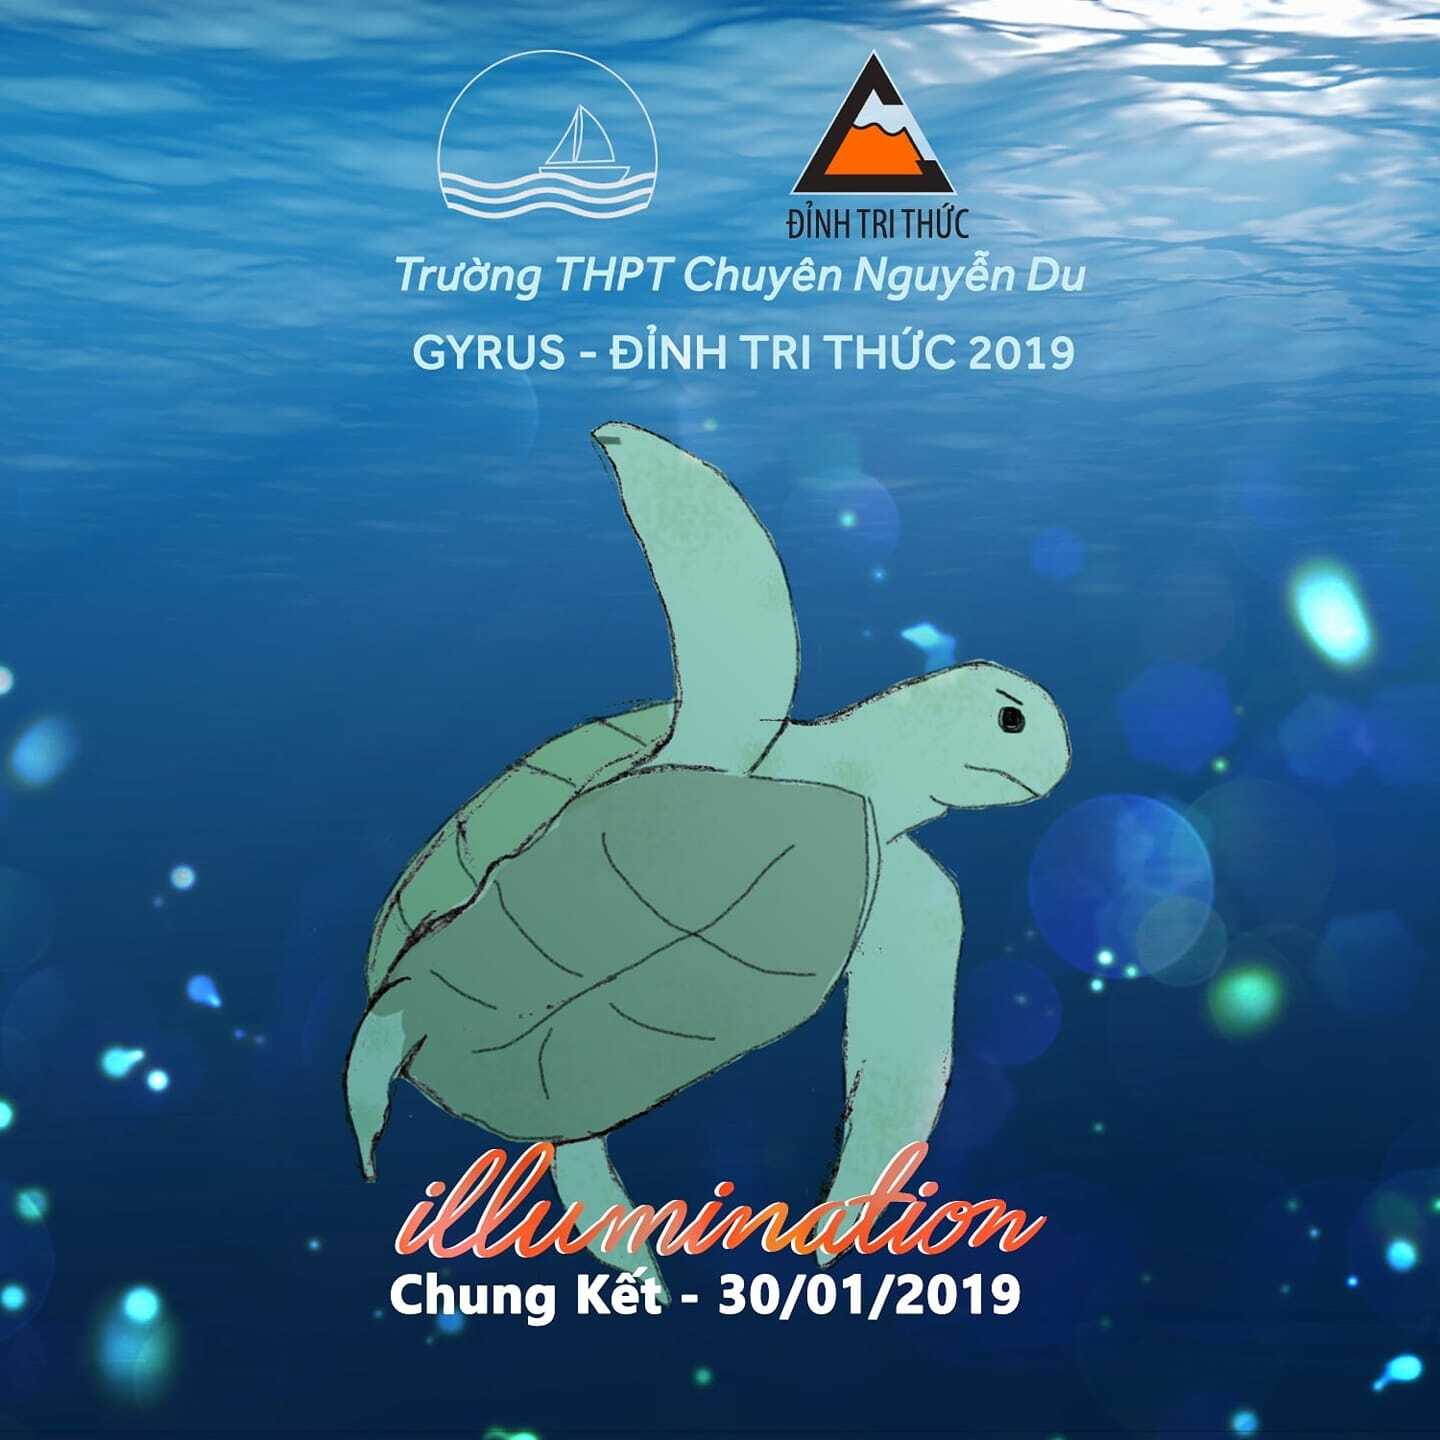 ĐỈNH TRI THỨC
Trường THPT Chuyên Nguyễn Du
GYRUS - ĐỈNH TRI THỨC 2019
illumination
Chung Kết - 30/01/2019